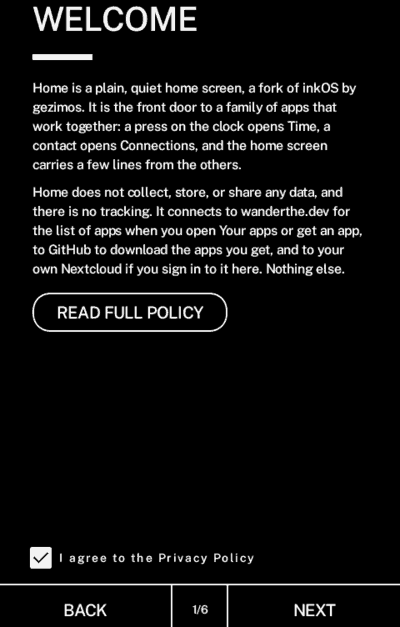 WELCOME
Home is a plain, quiet home screen, a fork of inkOS by
gezimos. It is the front door to a family of apps that
work together: a press on the clock opens Time, a
contact opens Connections, and the home screen
carries a few lines from the others.
Home does not collect, store, or share any data, and
there is no tracking. It connects to wanderthe.dev for
the list of apps when you open Your apps or get an app,
to GitHub to download the apps you get, and to your
own Nextcloud if you sign in to it here. Nothing else.
READ FULL POLICY
I agree to the Privacy Policy
BACK
1/6
NEXT